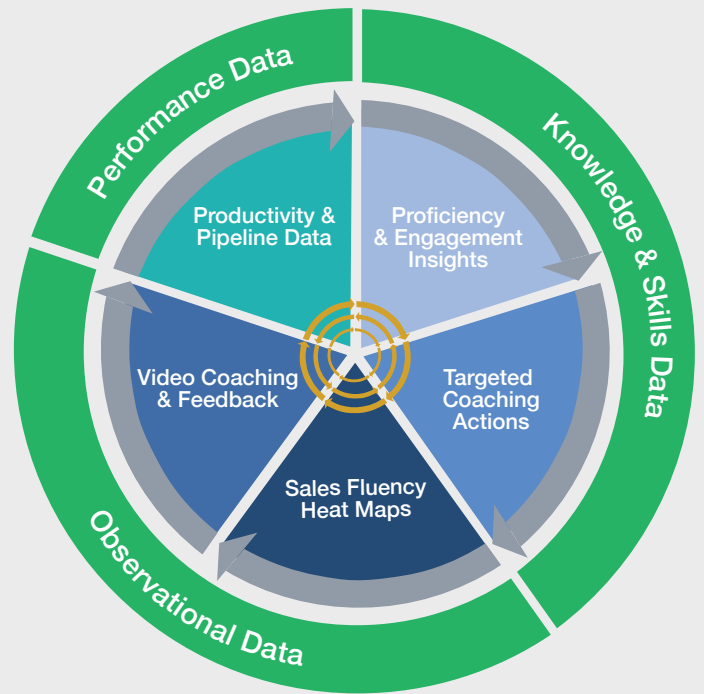 Performance Data
Knowledge & Skills Data
Productivity &
Pipeline Data
Proficiency
& Engagement
Insights
Video Coaching
& Feedback
Targeted
Coaching
Actions
Sales Fluency
Heat Maps
Observational Data